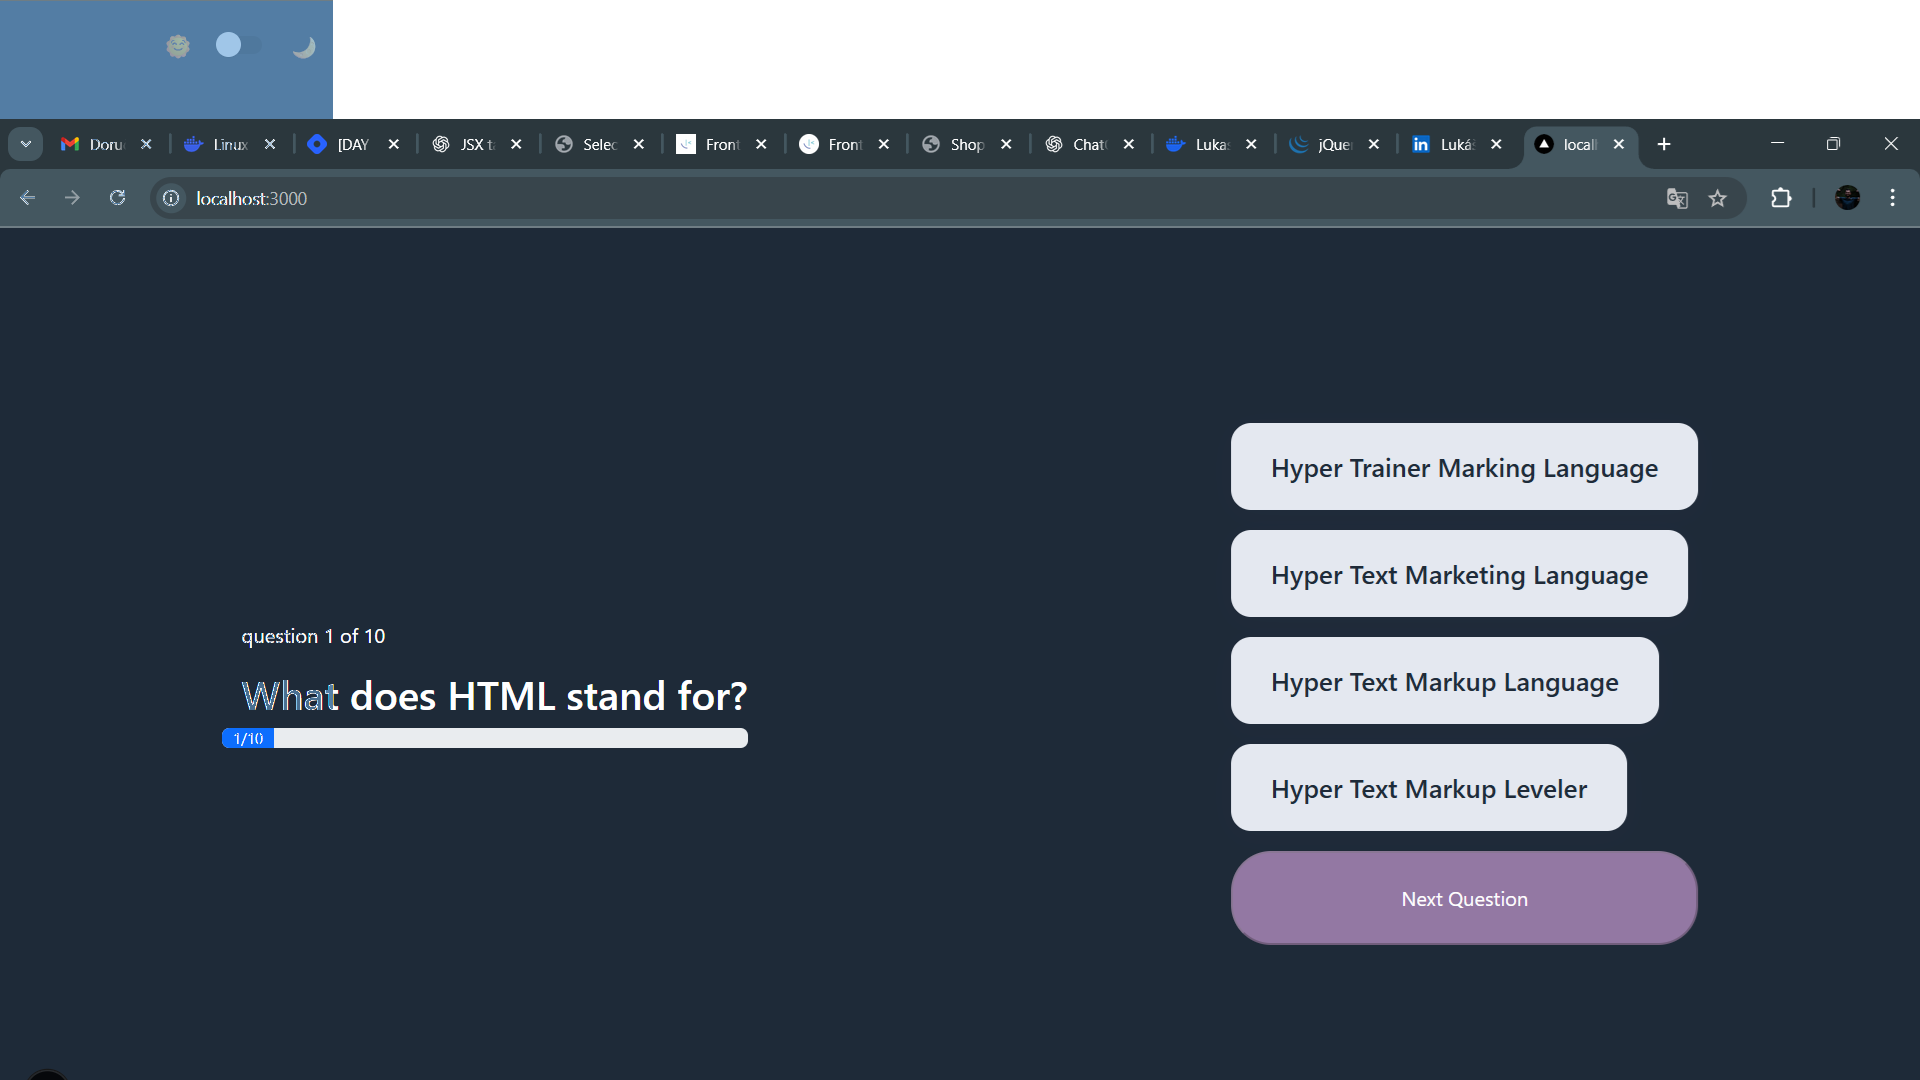 Linux
[DAY
JSX
Selec
Front
Front
Shop
Chat
Luka
jQue
Luká
local
localhost:3000
question 1 of 10
What does HTML stand for?
1/10
Hyper Trainer Marking Language
Hyper Text Marketing Language
Hyper Text Markup Language
Hyper Text Markup Leveler
Next Question